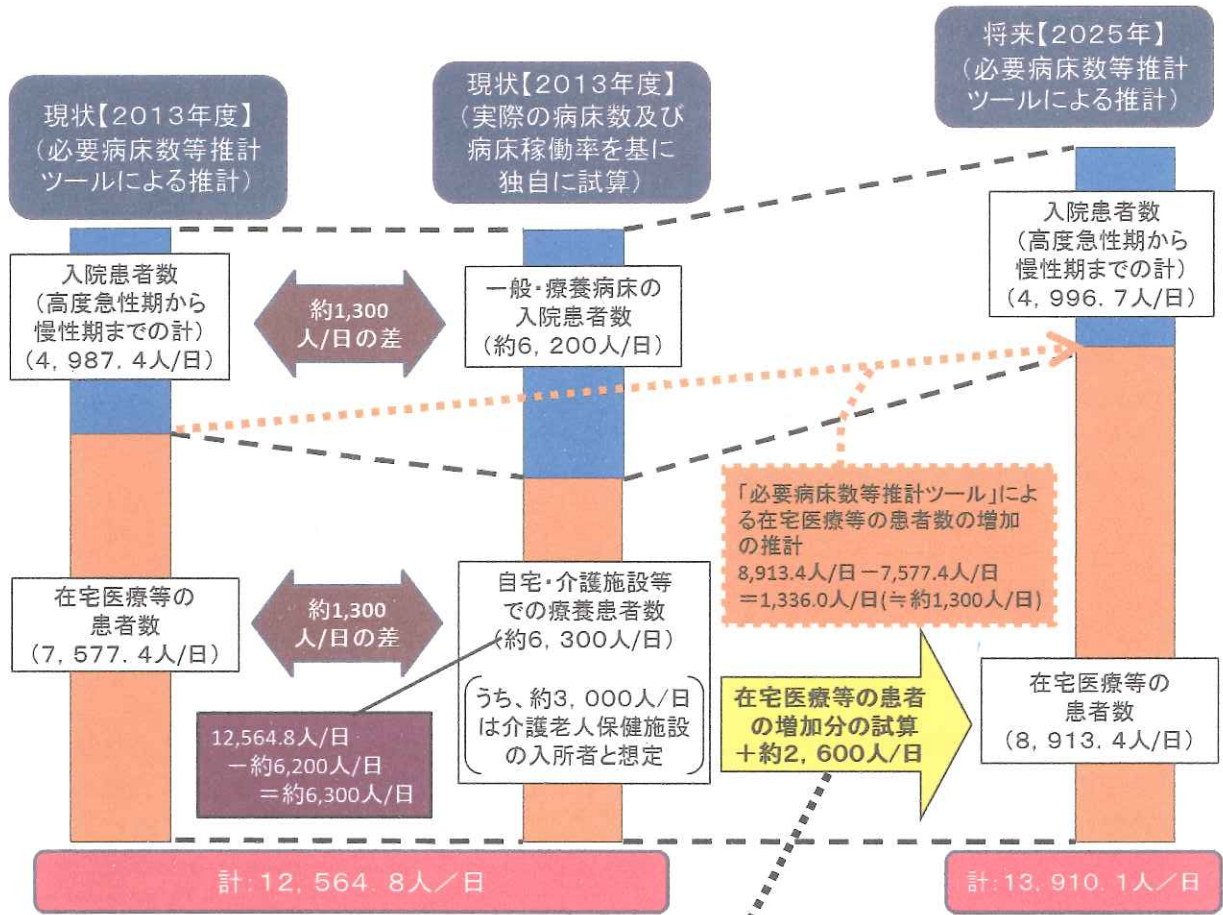 現状【2013年度】
(必要病床数等推計
ツールによる推計)
現状【2013年度】
(実際の病床数及び
病床稼働率を基に
独自に試算)
将来【2025年】
(必要病床数等推計
ツールによる推計)
入院患者数
(高度急性期から
慢性期までの計)
(4,987.4人/日)
約1,300
人/日の差
一般・療養病床の
入院患者数
(約6,200人/日)
入院患者数
(高度急性期から
慢性期までの計)
(4,996.7人/日)
「必要病床数等推計ツール」によ
る在宅医療等の患者数の増加
の推計
8,913.4人/日-7,577.4人/日
=1,336.0人/日(≒約1,300人/日)
在宅医療等の
患者数
(7,577.4人/日)
約1,300
人/日の差
自宅・介護施設等
での療養患者数
(約6,300人/日)
うち、約3,000人/日
は介護老人保健施設
の入所者と想定
12,564.8人/日
-約6,200人/日
=約6,300人/日
在宅医療等の患者
の増加分の試算
+約2,600人/日
在宅医療等の
患者数
(8,913.4人/日)
計:12,564.8人/日
計:13,910.1人/日